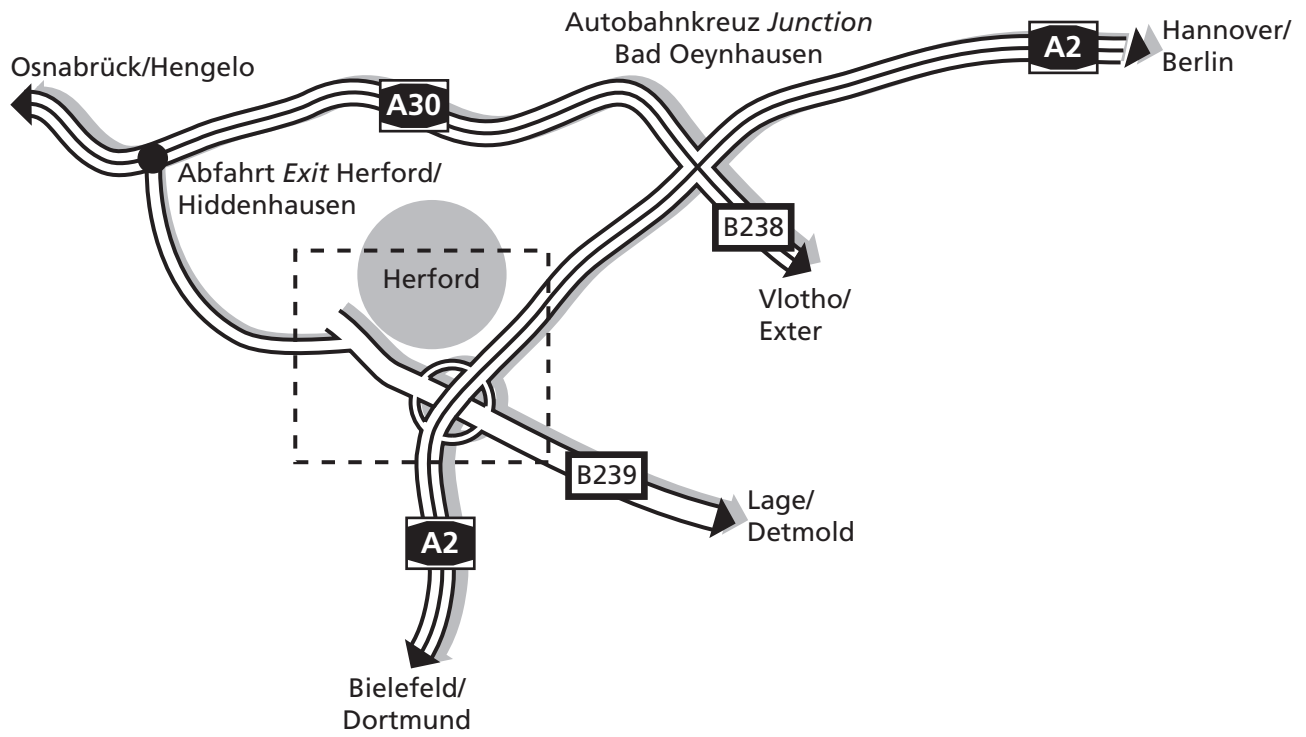 Autobahnkreuz Junction
Bad Oeynhausen
A2
Hannover/
Berlin
Osnabrück/Hengelo
A30
Abfahrt Exit Herford/
Hiddenhausen
B238
Herford
Vlotho/
Exter
B239
Lage/
Detmold
A2
Bielefeld/
Dortmund